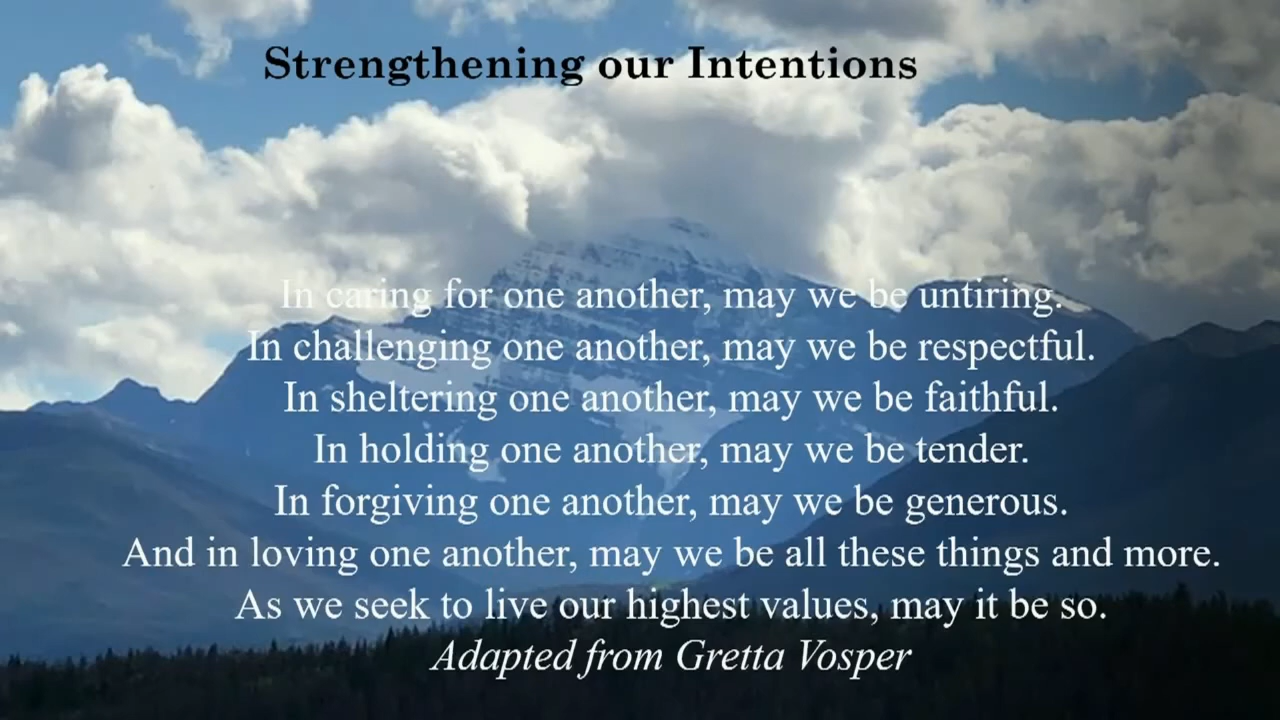 Strengthening our Intentions
In caring for one another, may we be untiring.
In challenging one another, may we be respectful.
In sheltering one another, may we be faithful.
In holding one another, may we be tender.
In forgiving one another, may we be generous.
And in loving one another, may we be all these things and more.
As we seek to live our highest values, may it be so.
Adapted from Gretta Vosper